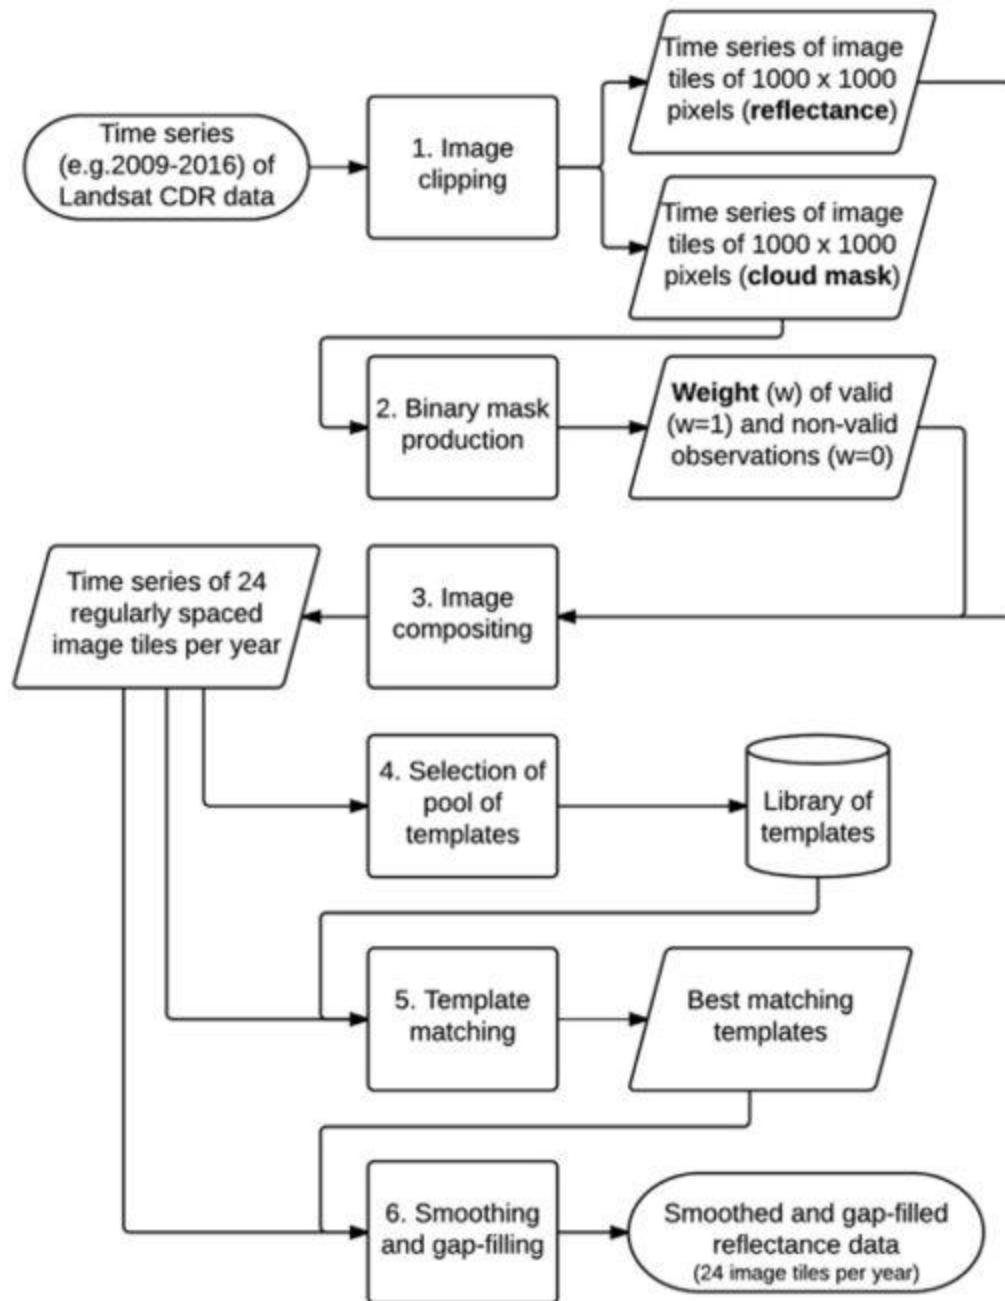 Time series
(e.g.2009-2016) of
Landsat CDR data
1. Image
clipping
Time series of image
tiles of 1000 x 1000
pixels (reflectance)
Time series of image
tiles of 1000 x 1000
pixels (cloud mask)
2. Binary mask
production
Weight (w) of valid
(w=1) and non-valid
observations (w=0)
Time series of 24
regularly spaced
image tiles per year
3. Image
compositing
4. Selection of
pool of
templates
Library of
templates
5. Template
matching
Best matching
templates
6. Smoothing
and gap-filling
Smoothed and gap-filled
reflectance data
(24 image tiles per year)